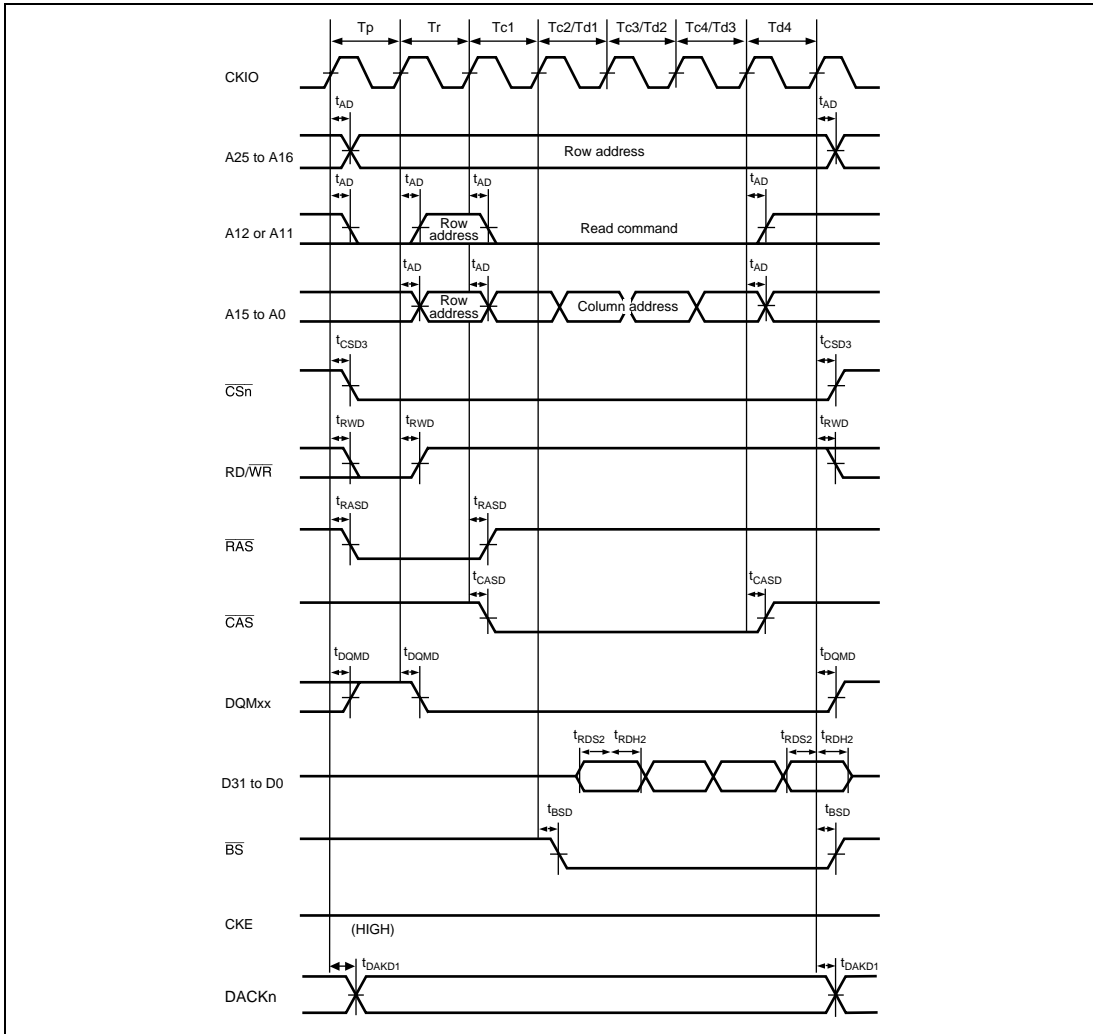 Tp Tr Tc1 Tc2/Td1 Tc3/Td2 Tc4/Td3 Td4
CKIO
tAD tAD
A25 to A16 Row address
tAD tAD tAD tAD
A12 or A11 Row address Read command
tAD tAD tAD
A15 to A0 Row address Column address
tCSD3 tCSD3
CSn
tRWD tRWD tRWD
RD/WR
tRASD tRASD
RAS
tCASD tCASD
CAS
tDQMD tDQMD tDQMD
DQMxx
tRDS2 tRDH2 tRDS2 tRDH2
D31 to D0
tBSD tBSD
BS
CKE
(HIGH)
tDAKD1 tDAKD1
DACKn